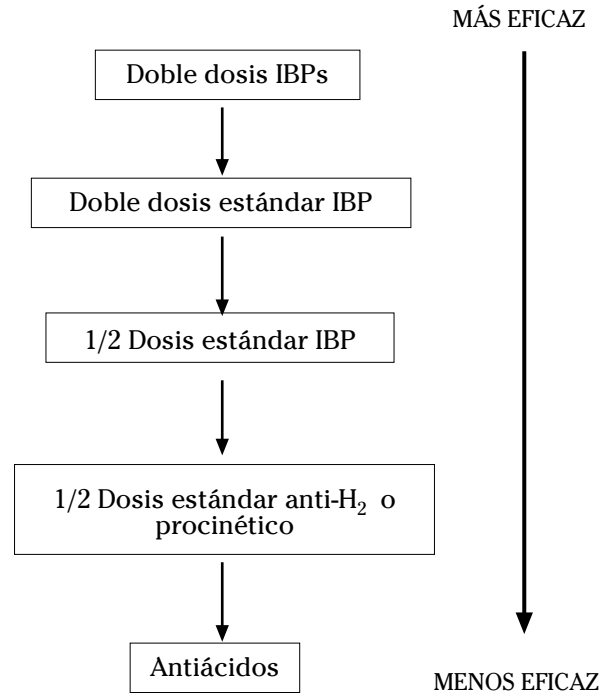 MÁS EFICAZ
Doble dosis IBPs
Doble dosis estándar IBP
1/2 Dosis estándar IBP
1/2 Dosis estándar anti-H₂ o
procinético
Antiácidos
MENOS EFICAZ